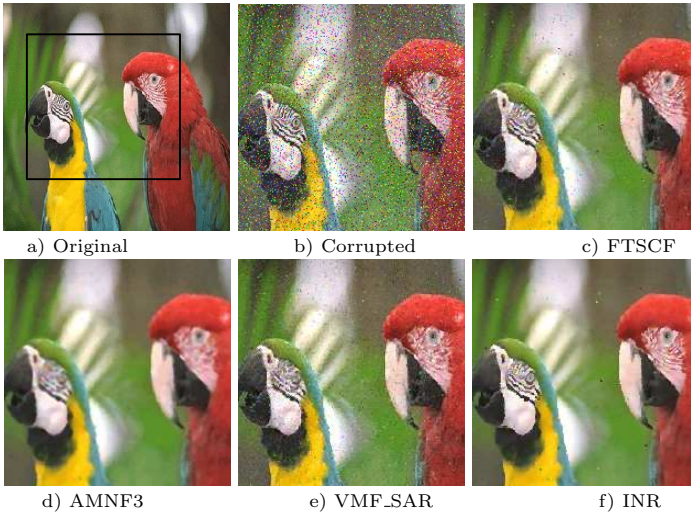 a) Original
b) Corrupted
c) FTSCF
d) AMNF3
e) VMF_SAR
f) INR